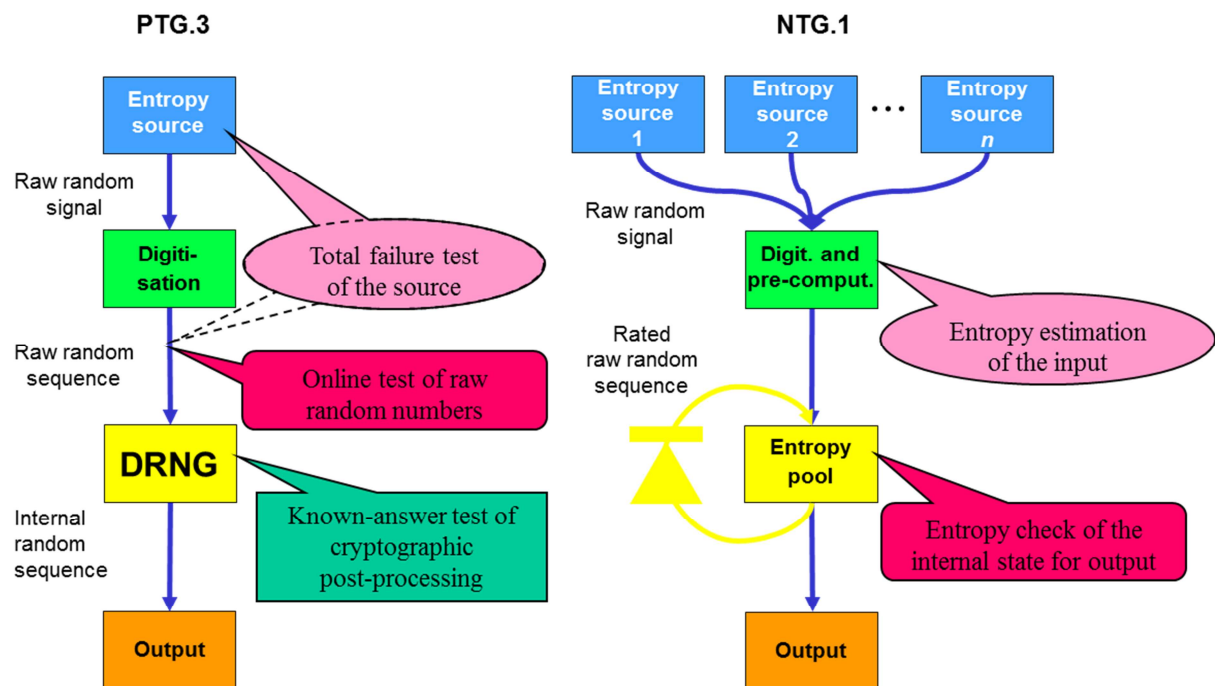 PTG.3
Entropy
source
Raw random
signal
Digiti-
sation
Total failure test
of the source
Raw random
sequence
Online test of raw
random numbers
DRNG
Known-answer test of
cryptographic
post-processing
Internal
random
sequence
Output
NTG.1
Entropy
source
1
Entropy
source
2
...
Entropy
source
n
Raw random
signal
Digit. and
pre-comput.
Entropy estimation
of the input
Rated
raw random
sequence
Entropy
pool
Entropy check of the
internal state for output
Output